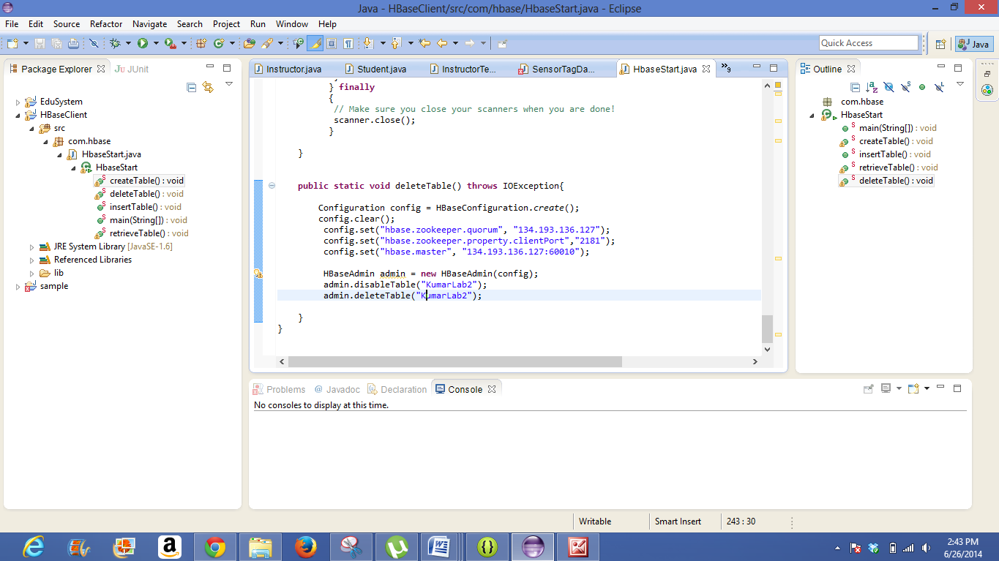 Java - HBaseClient/src/com/hbase/HbaseStart.java - Eclipse
File Edit Source Refactor Navigate Search Project Run Window Help
Quick Access
Java
Package Explorer
JUnit
EduSystem
HBaseClient
src
com.hbase
HbaseStart.java
HbaseStart
createTable() : void
deleteTable() : void
insertTable() : void
main(String[]) : void
retrieveTable() : void
JRE System Library [JavaSE-1.6]
Referenced Libraries
lib
sample
Instructor.java Student.java InstructorTe... SensorTagDa... HbaseStart.java »9
} finally
{
// Make sure you close your scanners when you are done!
scanner.close();
}
}
public static void deleteTable() throws IOException{
Configuration config = HBaseConfiguration.create();
config.clear();
config.set("hbase.zookeeper.quorum", "134.193.136.127");
config.set("hbase.zookeeper.property.clientPort","2181");
config.set("hbase.master", "134.193.136.127:60010");
HBaseAdmin admin = new HBaseAdmin(config);
admin.disableTable("KumarLab2");
admin.deleteTable("KumarLab2");
}
}
Outline
com.hbase
HbaseStart
main(String[]) : void
createTable() : void
insertTable() : void
retrieveTable() : void
deleteTable() : void
Problems @ Javadoc Declaration Console
No consoles to display at this time.
Writable Smart Insert 243 : 30
2:43 PM
6/26/2014